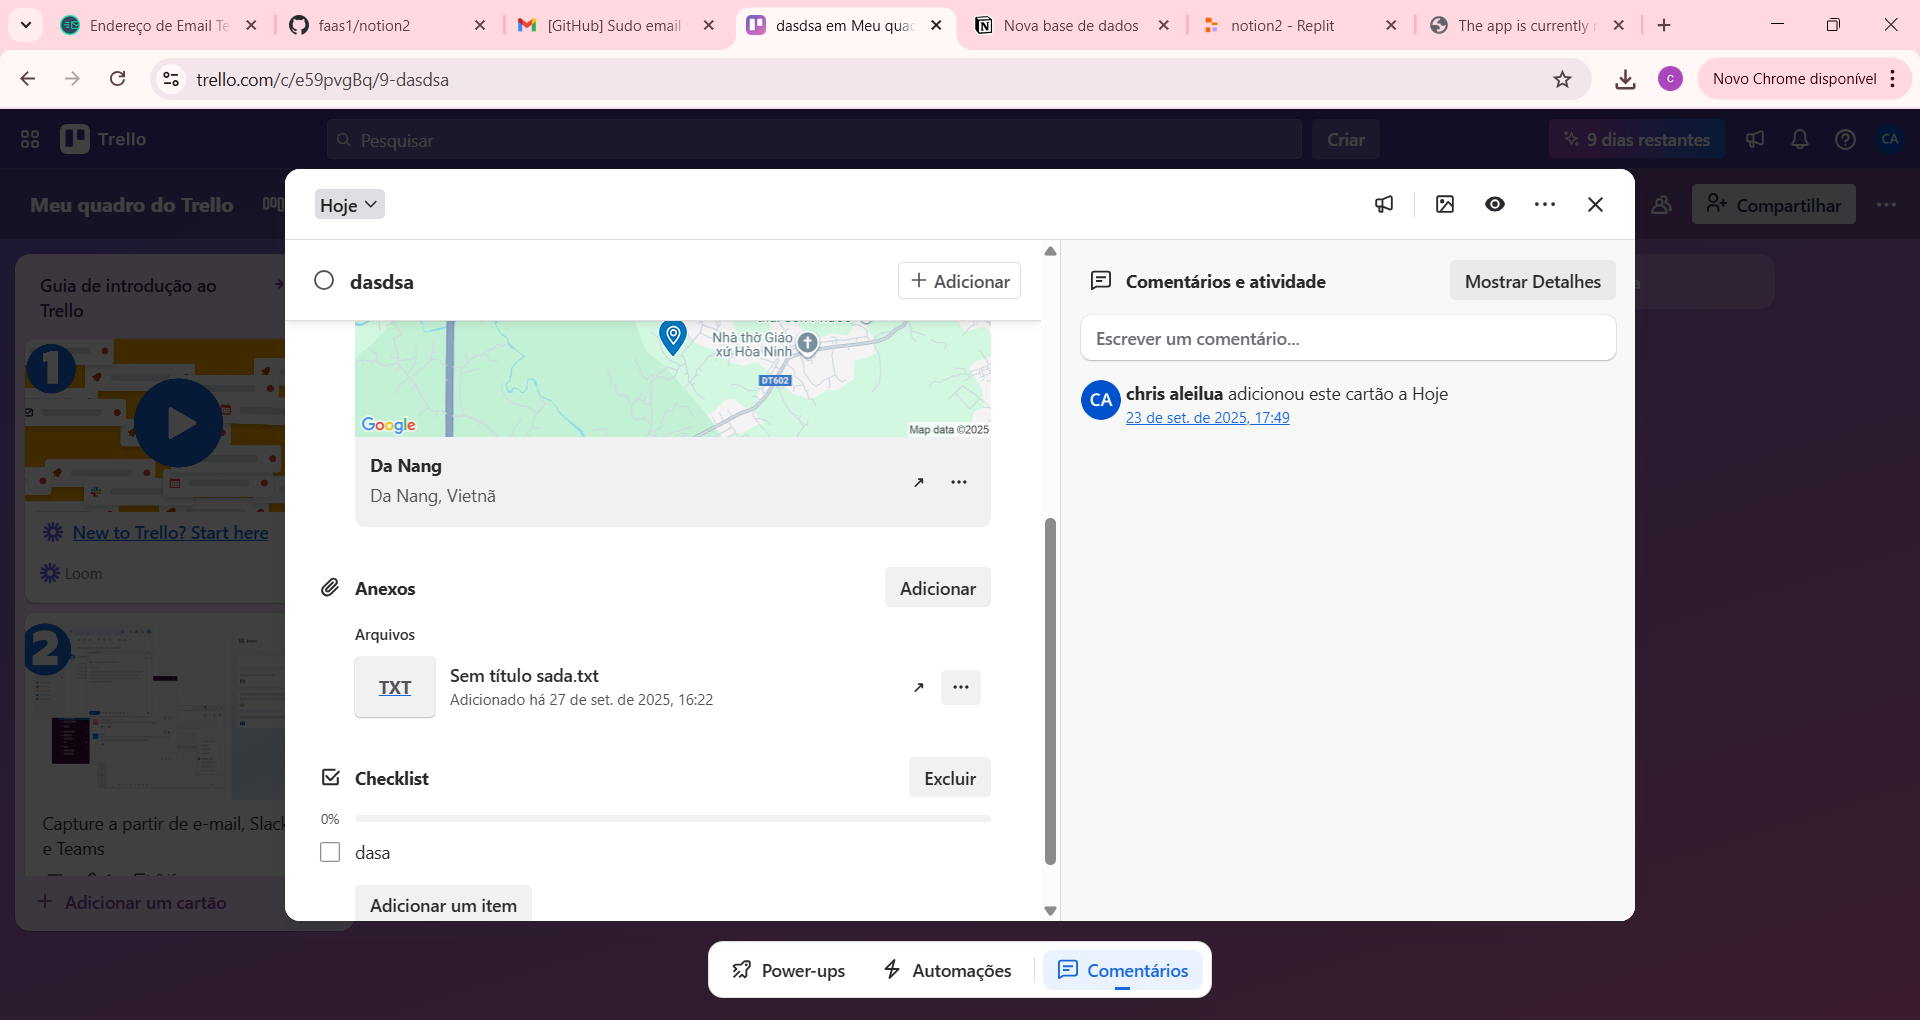 Endereço de Email Te
faas1/notion2
[GitHub] Sudo email
dasdsa em Meu quad
Nova base de dados
notion2 - Replit
The app is currently
trello.com/c/e59pvgBq/9-dasdsa
C
Novo Chrome disponível
Trello
Pesquisar
Criar
9 dias restantes
CA
Meu quadro do Trello
Compartilhar
Hoje
Guia de introdução ao
Trello
1
New to Trello? Start here
Loom
2
Capture a partir de e-mail, Slack
e Teams
Adicionar um cartão
dasdsa
Adicionar
Nhà thờ Giáo
xứ Hòa Ninh
DT602
Google
Map data ©2025
Da Nang
Da Nang, Vietnã
Anexos
Adicionar
Arquivos
TXT
Sem título sada.txt
Adicionado há 27 de set. de 2025, 16:22
Checklist
Excluir
0%
dasa
Adicionar um item
Comentários e atividade
Mostrar Detalhes
Escrever um comentário...
CA
chris aleilua adicionou este cartão a Hoje
23 de set. de 2025, 17:49
Power-ups
Automações
Comentários